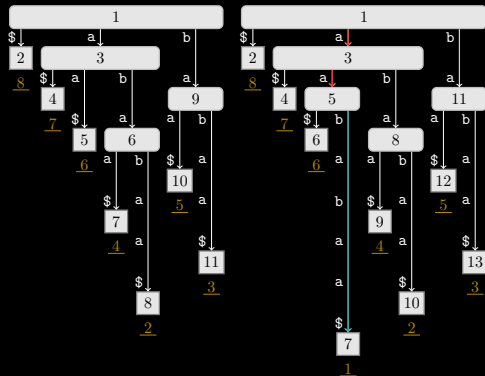 1 1
$ a b $ a b
2 3 2 3
$ a b a $ a b a
8 8
4 9 4 5 11
$ a a b $ b a a b
7 7
5 6 6 8
a b $ a a a b $ a
6 6
10 12
$ a a b $ a a
5 5
7 9
a $ a a $
4 4
11 13
$ a $
3 3
8 10
$
2 2
7
1